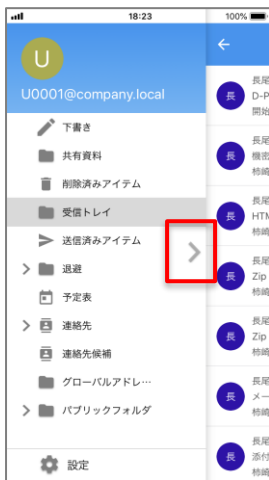 18:23
100%
U
U0001@company.local
下書き
共有資料
削除済みアイテム
受信トレイ
送信済みアイテム
退避
予定表
連絡先
連絡先候補
グローバルアドレ…
パブリックフォルダ
設定
長
長尾
D-P
開始
長
長尾
機密
柿崎
長
長尾
HTM
柿崎
長
長尾
Zip
柿崎
長
長尾
Zip
柿崎
長
長尾
メー
柿崎
長
長尾
添付
柿崎